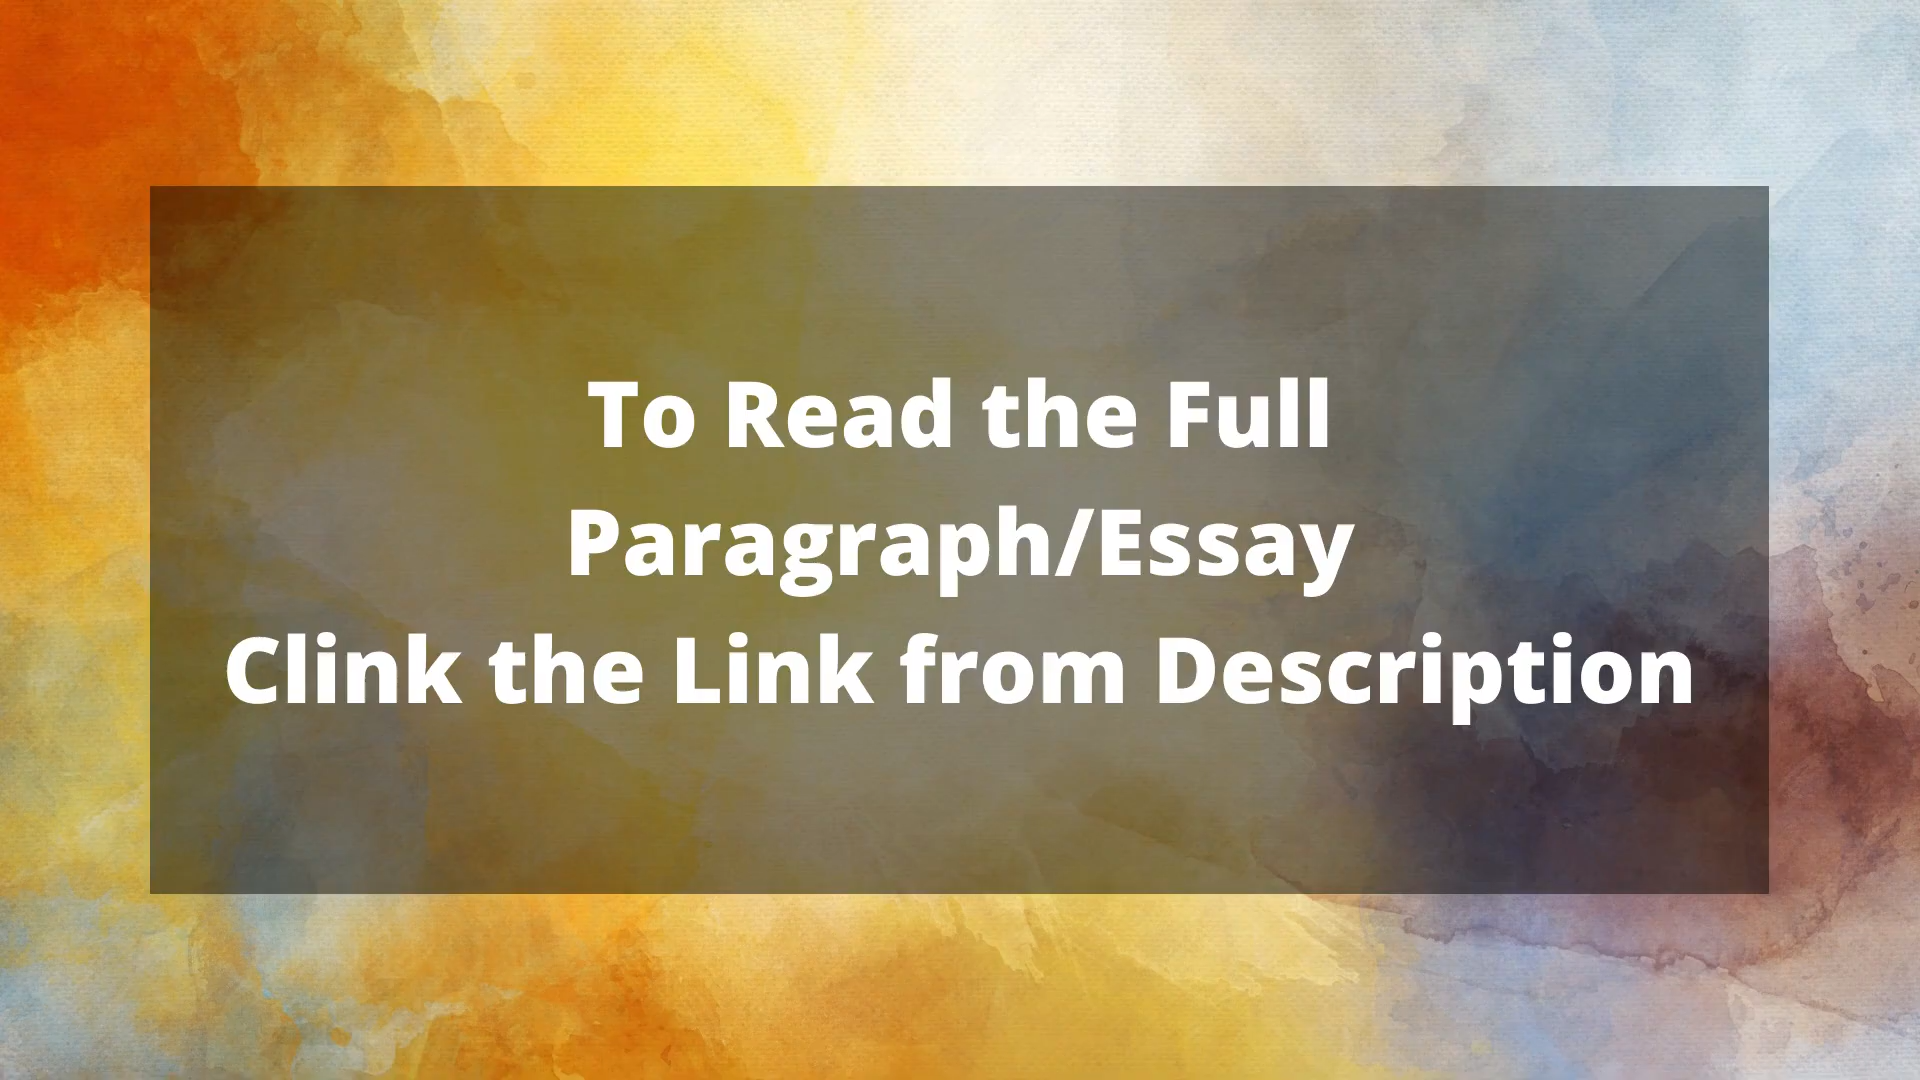 To Read the Full
Paragraph/Essay
Clink the Link from Description